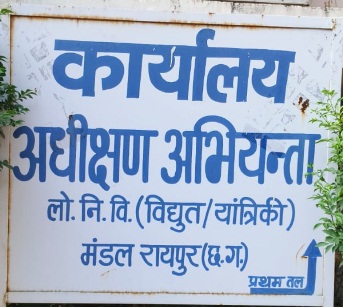 कार्यालय
अधीक्षण अभियन्ता
लो. नि. वि. (विद्युत/यांत्रिकी)
मंडल रायपुर (छ.ग.)
प्रथम तल